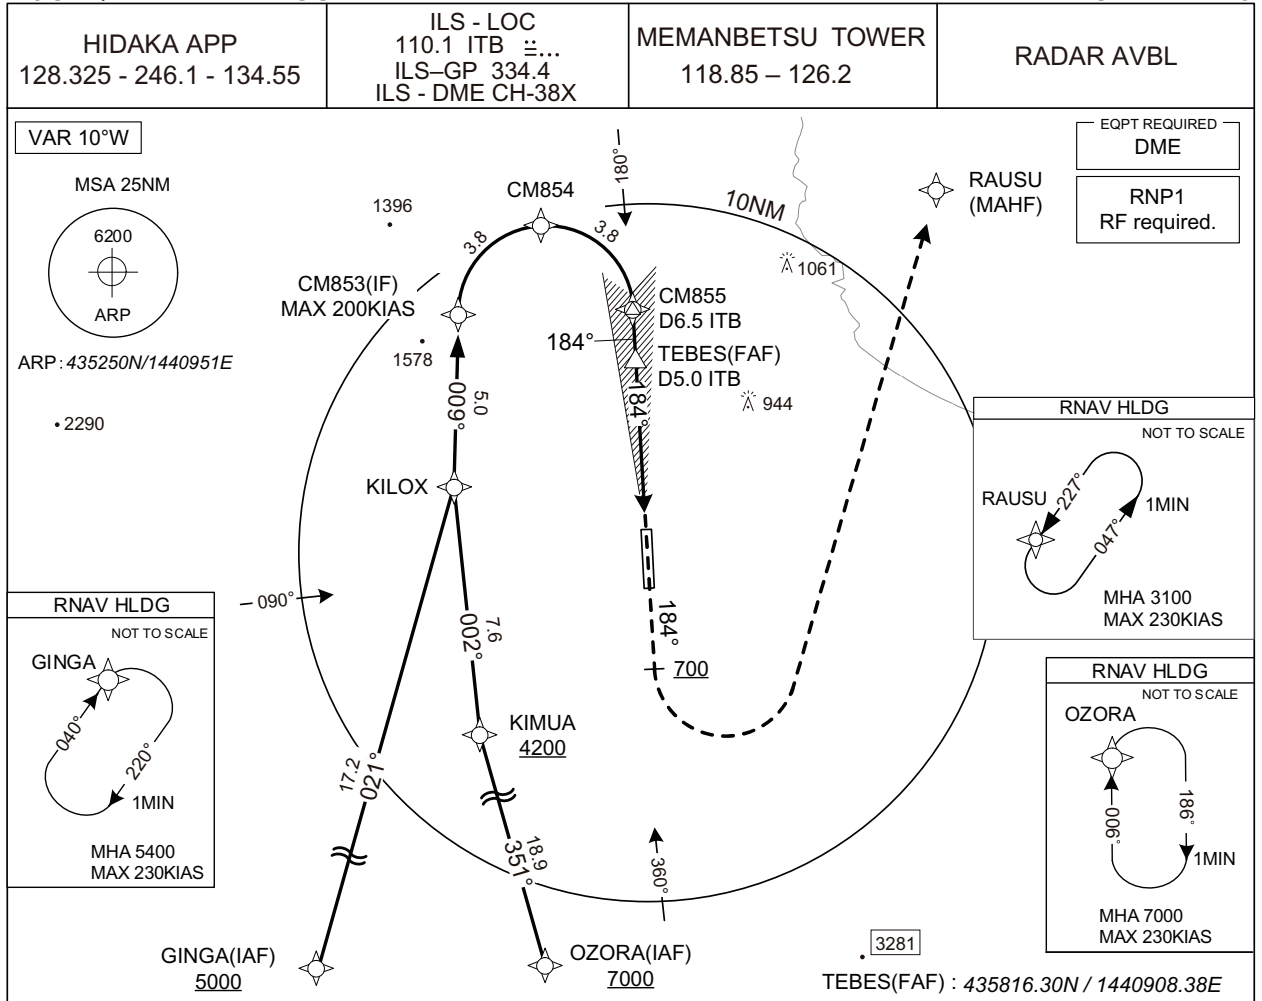 HIDAKA APP
128.325 - 246.1 - 134.55
ILS - LOC
110.1 ITB
ILS–GP 334.4
ILS - DME CH-38X
MEMANBETSU TOWER
118.85 – 126.2
RADAR AVBL
VAR 10°W
MSA 25NM
6200
ARP
ARP : 435250N/1440951E
EQPT REQUIRED
DME
RNP1
RF required.
RAUSU
(MAHF)
CM854
180°
10NM
1396
3.8
3.8
1061
CM853(IF)
MAX 200KIAS
CM855
D6.5 ITB
184°
TEBES(FAF)
D5.0 ITB
1578
944
2290
009°
5.0
184°
KILOX
RNAV HLDG
NOT TO SCALE
RAUSU
227°
047°
1MIN
MHA 3100
MAX 230KIAS
090°
002°
7.6
184°
700
RNAV HLDG
NOT TO SCALE
GINGA
040°
220°
1MIN
MHA 5400
MAX 230KIAS
KIMUA
4200
RNAV HLDG
NOT TO SCALE
OZORA
006°
186°
1MIN
MHA 7000
MAX 230KIAS
17.2
021°
18.9
351°
360°
GINGA(IAF)
5000
OZORA(IAF)
7000
3281
TEBES(FAF) : 435816.30N / 1440908.38E